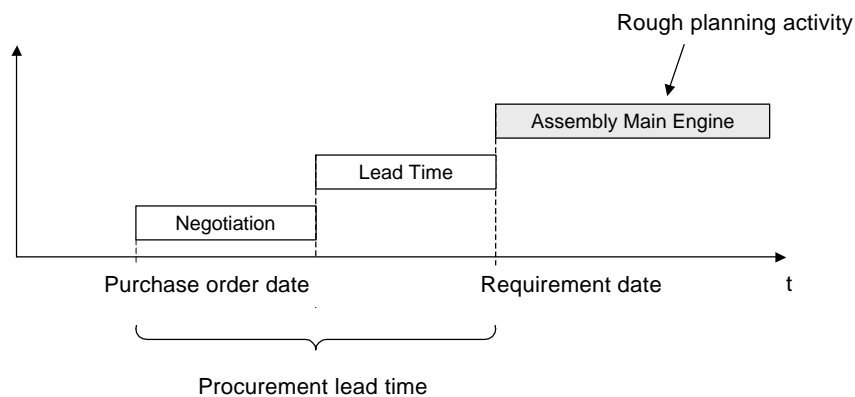 Rough planning activity
Assembly Main Engine
Lead Time
Negotiation
Purchase order date
Requirement date
t
Procurement lead time